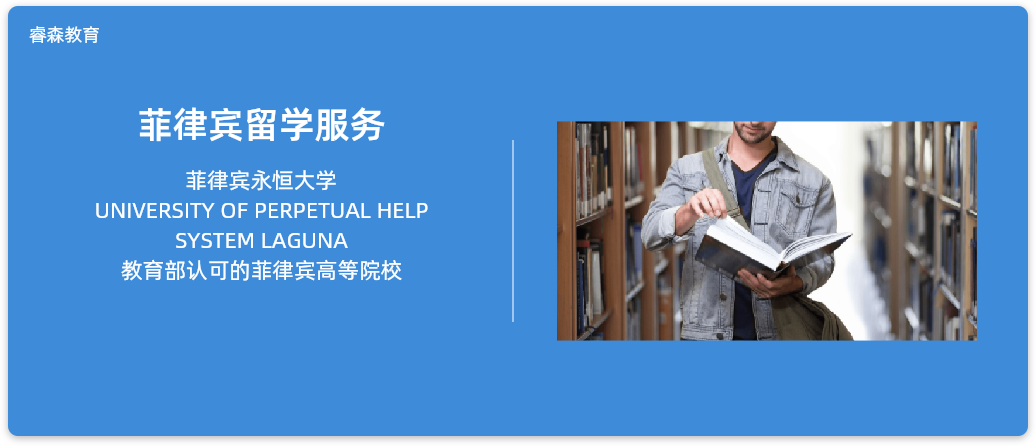 睿森教育
菲律宾留学服务
菲律宾永恒大学
UNIVERSITY OF PERPETUAL HELP
SYSTEM LAGUNA
教育部认可的菲律宾高等院校